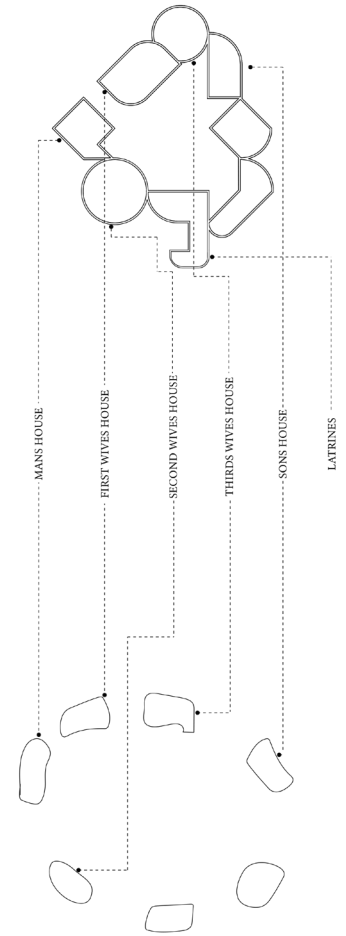 MANS HOUSE
FIRST WIVES HOUSE
SECOND WIVES HOUSE
THIRDS WIVES HOUSE
SONS HOUSE
LATRINES